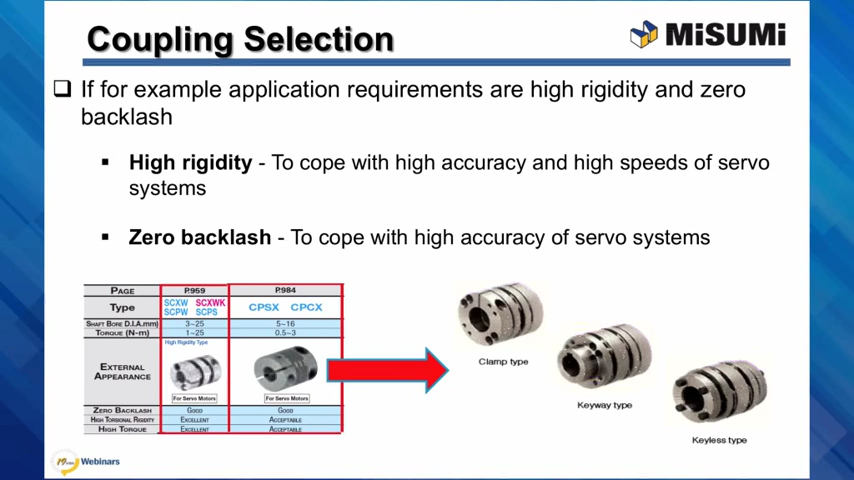 Coupling Selection
MiSUMi
If for example application requirements are high rigidity and zero
backlash
High rigidity - To cope with high accuracy and high speeds of servo
systems
Zero backlash - To cope with high accuracy of servo systems
PAGE P.959 P.984
Type SCXW SCXWK CPSX CPCX
SCPW SCPS
SHAFT BORE D.I.A.(mm) 3~25 5~16
TORQUE (N-m) 1~25 0.5~3
High Rigidity Type
EXTERNAL
APPEARANCE
For Servo Motors For Servo Motors
ZERO BACKLASH GOOD GOOD
HIGH TORSIONAL RIGIDITY EXCELLENT ACCEPTABLE
HIGH TORQUE EXCELLENT ACCEPTABLE
Clamp type
Keyway type
Keyless type
Webinars